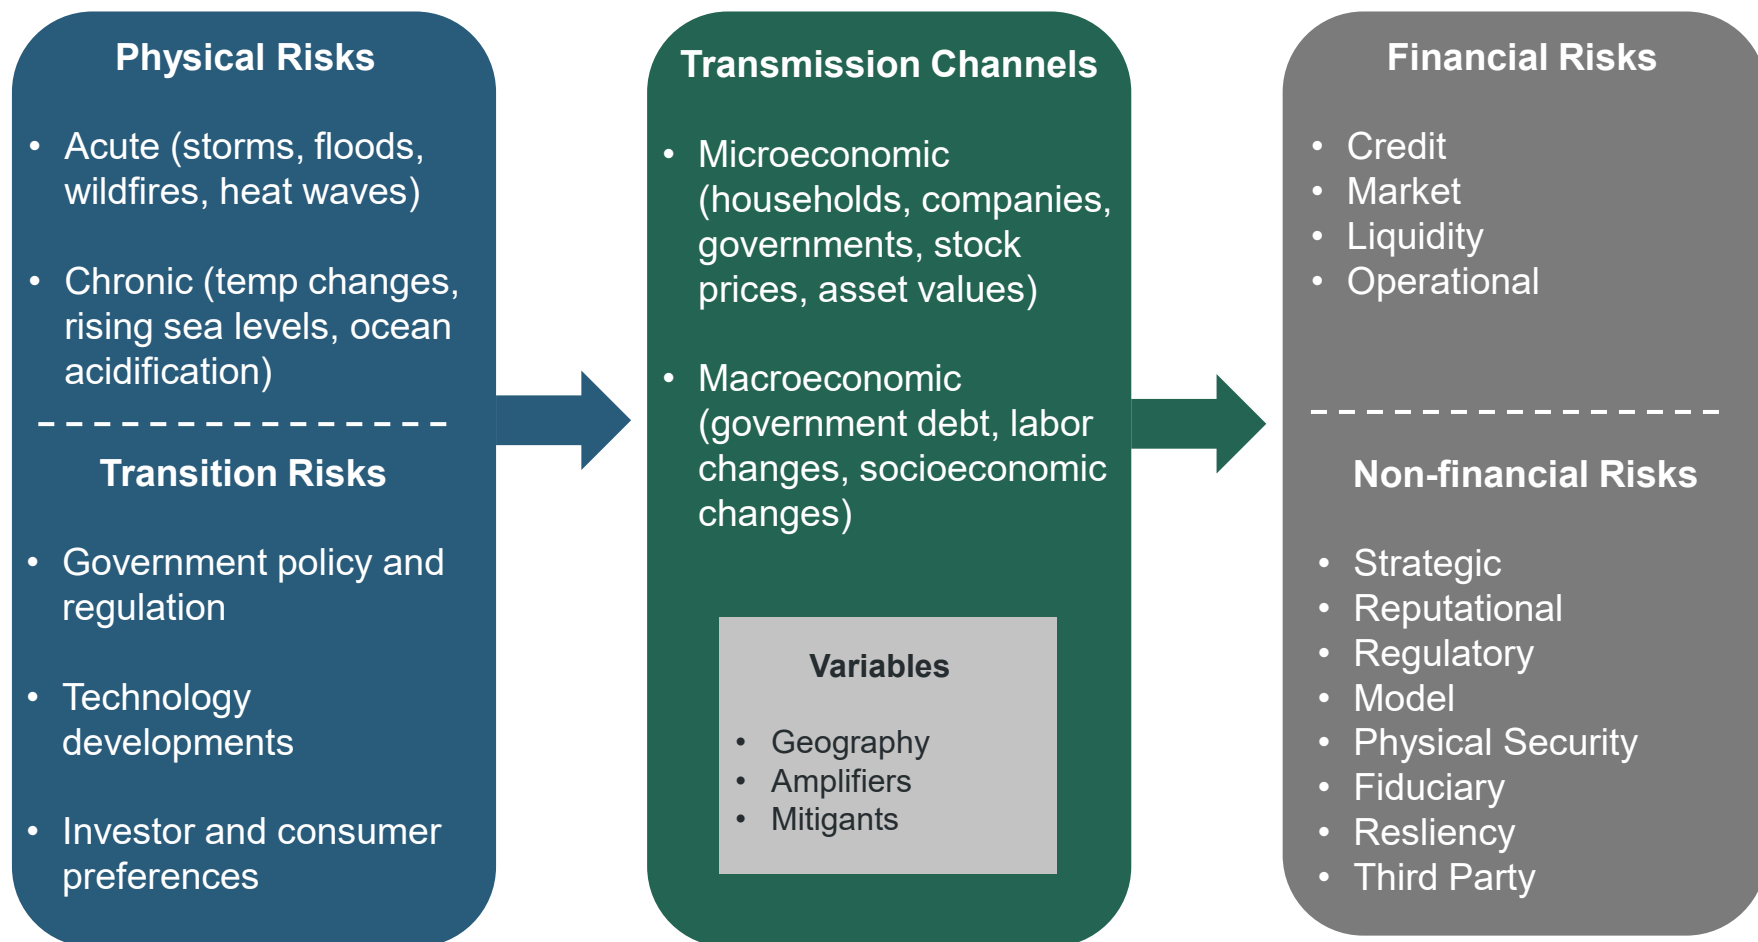 Physical Risks
• Acute (storms, floods,
wildfires, heat waves)
• Chronic (temp changes,
rising sea levels, ocean
acidification)
Transition Risks
• Government policy and
regulation
• Technology
developments
• Investor and consumer
preferences
Transmission Channels
• Microeconomic
(households, companies,
governments, stock
prices, asset values)
• Macroeconomic
(government debt, labor
changes, socioeconomic
changes)
Variables
• Geography
• Amplifiers
• Mitigants
Financial Risks
• Credit
• Market
• Liquidity
• Operational
Non-financial Risks
• Strategic
• Reputational
• Regulatory
• Model
• Physical Security
• Fiduciary
• Resliency
• Third Party